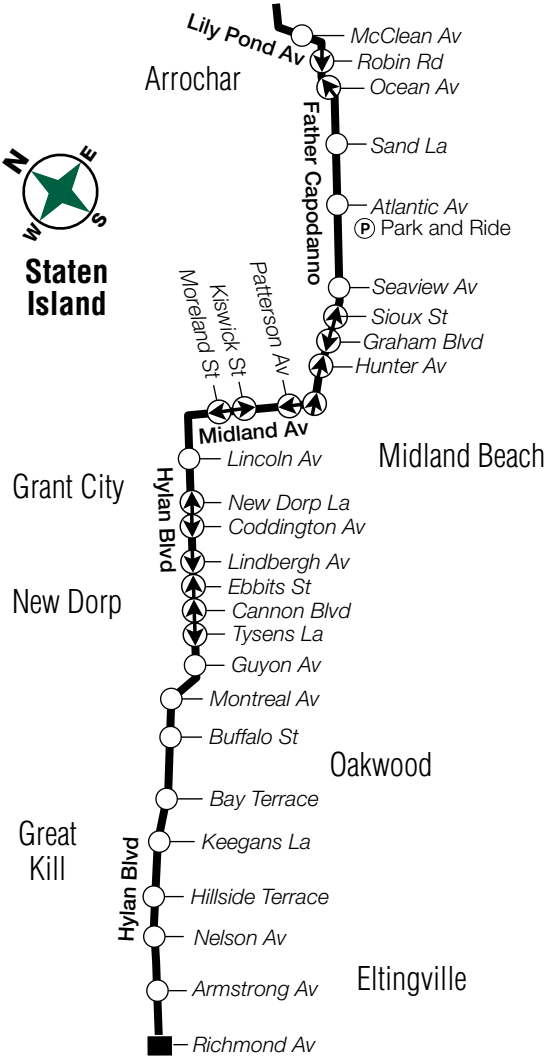 McClean Av
Lily Pond Av
Robin Rd
Arrochar
Ocean Av
Father Capodanno
Sand La
N
E
S
W
Atlantic Av
P Park and Ride
Staten
Island
Seaview Av
Sioux St
Graham Blvd
Hunter Av
Moreland St
Kiswick St
Patterson Av
Midland Av
Midland Beach
Lincoln Av
Grant City
Hylan Blvd
New Dorp La
Coddington Av
Lindbergh Av
Ebbits St
New Dorp
Cannon Blvd
Tysens La
Guyon Av
Montreal Av
Buffalo St
Oakwood
Bay Terrace
Great
Kill
Keegans La
Hylan Blvd
Hillside Terrace
Nelson Av
Eltingville
Armstrong Av
Richmond Av